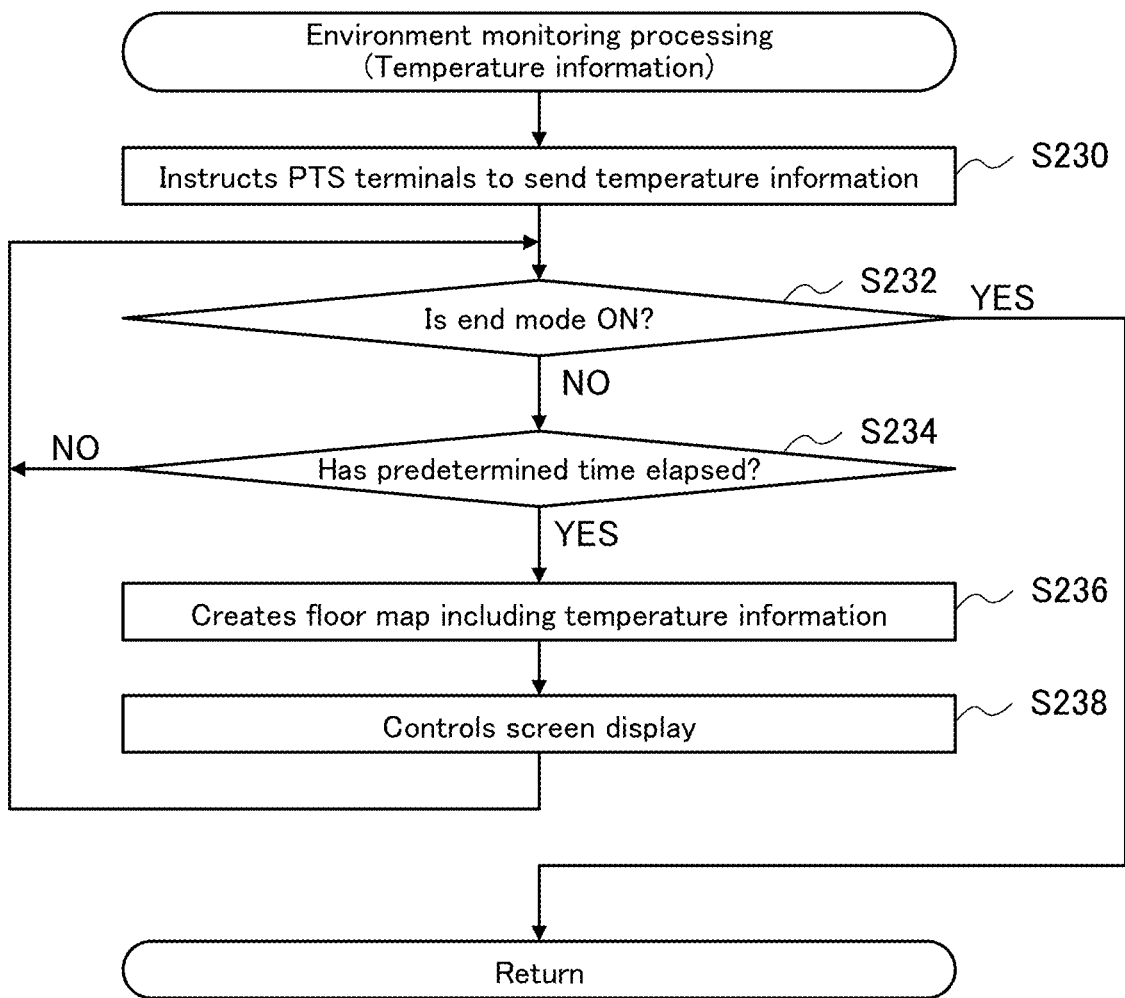 Environment monitoring processing
(Temperature information)
Instructs PTS terminals to send temperature information
S230
Is end mode ON?
S232
YES
NO
Has predetermined time elapsed?
S234
NO
YES
Creates floor map including temperature information
S236
Controls screen display
S238
Return